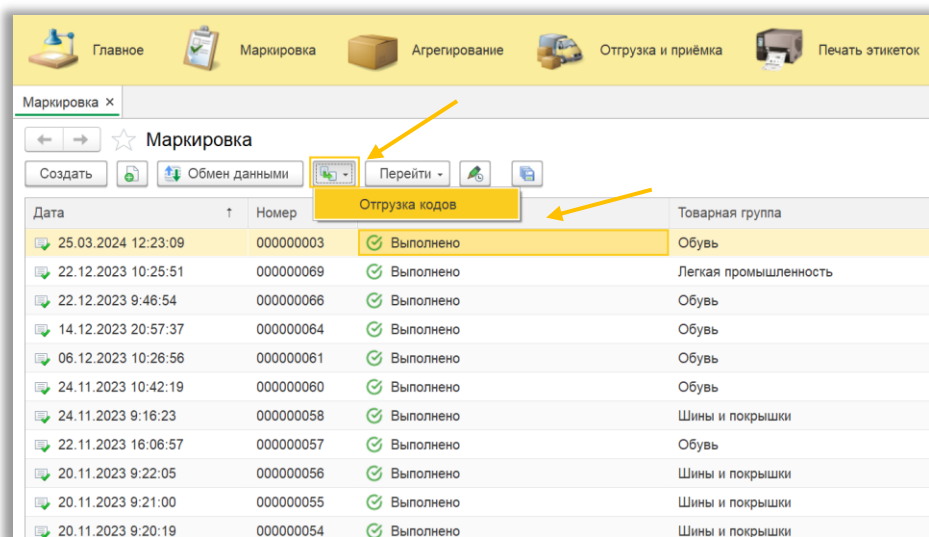 Главное Маркировка Агрегирование Отгрузка и приёмка Печать этикеток
Маркировка ×
Маркировка
Создать Обмен данными Перейти
Отгрузка кодов
Дата ↑ Номер Товарная группа
25.03.2024 12:23:09 000000003 Выполнено Обувь
22.12.2023 10:25:51 000000069 Выполнено Легкая промышленность
22.12.2023 9:46:54 000000066 Выполнено Обувь
14.12.2023 20:57:37 000000064 Выполнено Обувь
06.12.2023 10:26:56 000000061 Выполнено Обувь
24.11.2023 10:42:19 000000060 Выполнено Обувь
24.11.2023 9:16:23 000000058 Выполнено Шины и покрышки
22.11.2023 16:06:57 000000057 Выполнено Обувь
20.11.2023 9:22:05 000000056 Выполнено Шины и покрышки
20.11.2023 9:21:00 000000055 Выполнено Шины и покрышки
20.11.2023 9:20:19 000000054 Выполнено Шины и покрышки